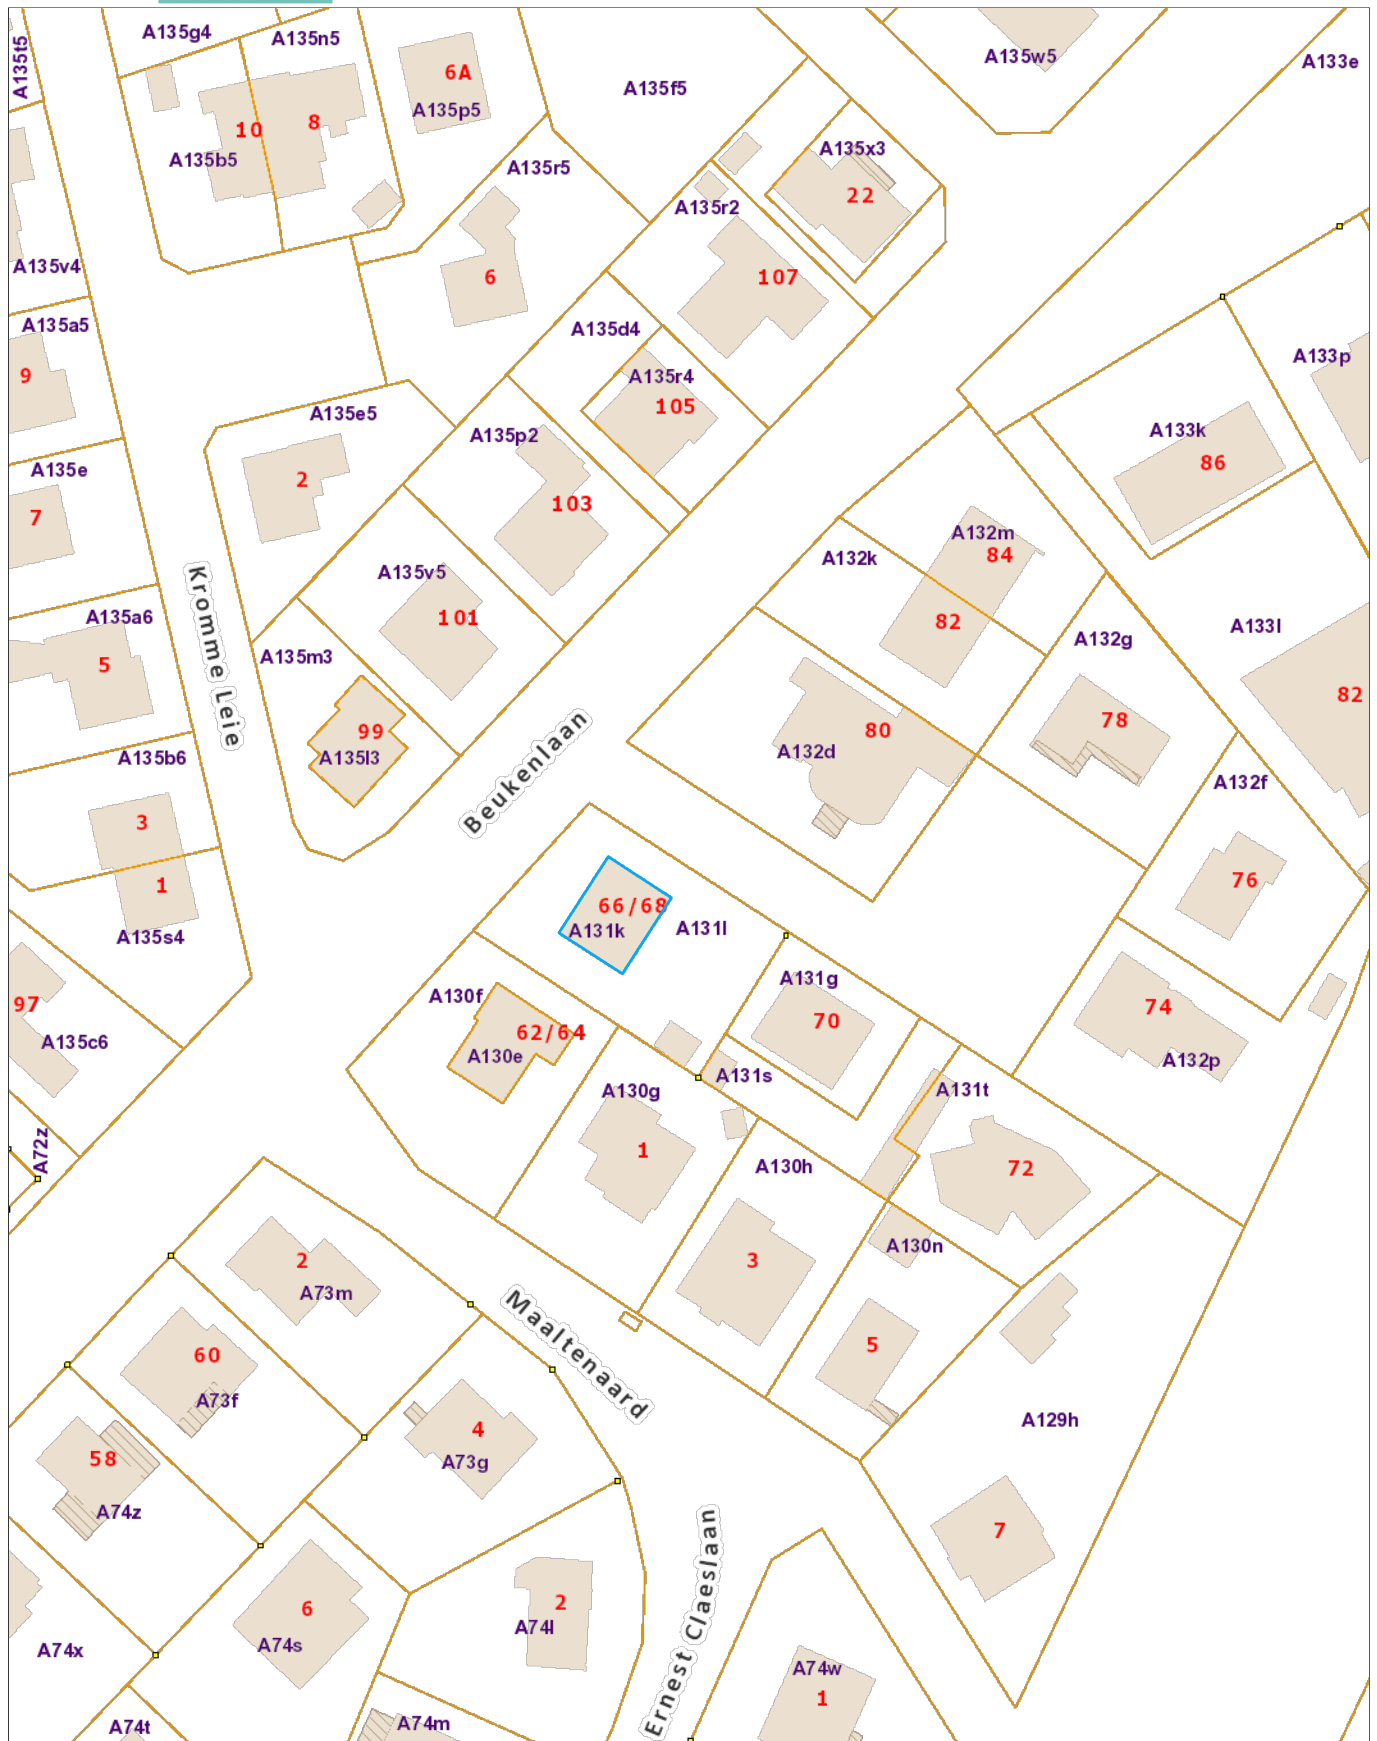 A135g4
A135n5
A135t5
6A
A135p5
A135f5
A135w5
A133e
10
8
A135b5
A135r5
A135x3
22
A135r2
A135v4
6
107
A135a5
A135d4
A133p
9
A135r4
105
A135e5
A135p2
A133k
86
A135e
2
7
103
A132m
84
A132k
A135v5
101
82
A135a6
A132g
A133l
5
Kromme Leie
A135m3
82
99
A135l3
Beukenlaan
80
A132d
78
A135b6
A132f
3
1
66/68
A131k
A131l
76
A135s4
A131g
97
A130f
70
74
62/64
A130e
A135c6
A132p
A131s
A130g
A131t
A72z
1
A130h
72
A130n
2
A73m
3
Maaltenaard
60
A73f
5
4
A73g
A129h
58
A74z
7
Ernest Claeslaan
6
A74s
2
A74l
A74x
A74w
1
A74t
A74m